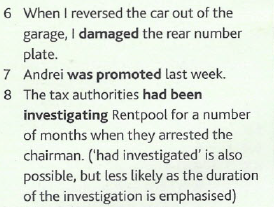 6 When I reversed the car out of the
garage, I damaged the rear number
plate.
7 Andrei was promoted last week.
8 The tax authorities had been
investigating Rentpool for a number
of months when they arrested the
chairman. ('had investigated' is also
possible, but less likely as the duration
of the investigation is emphasised)